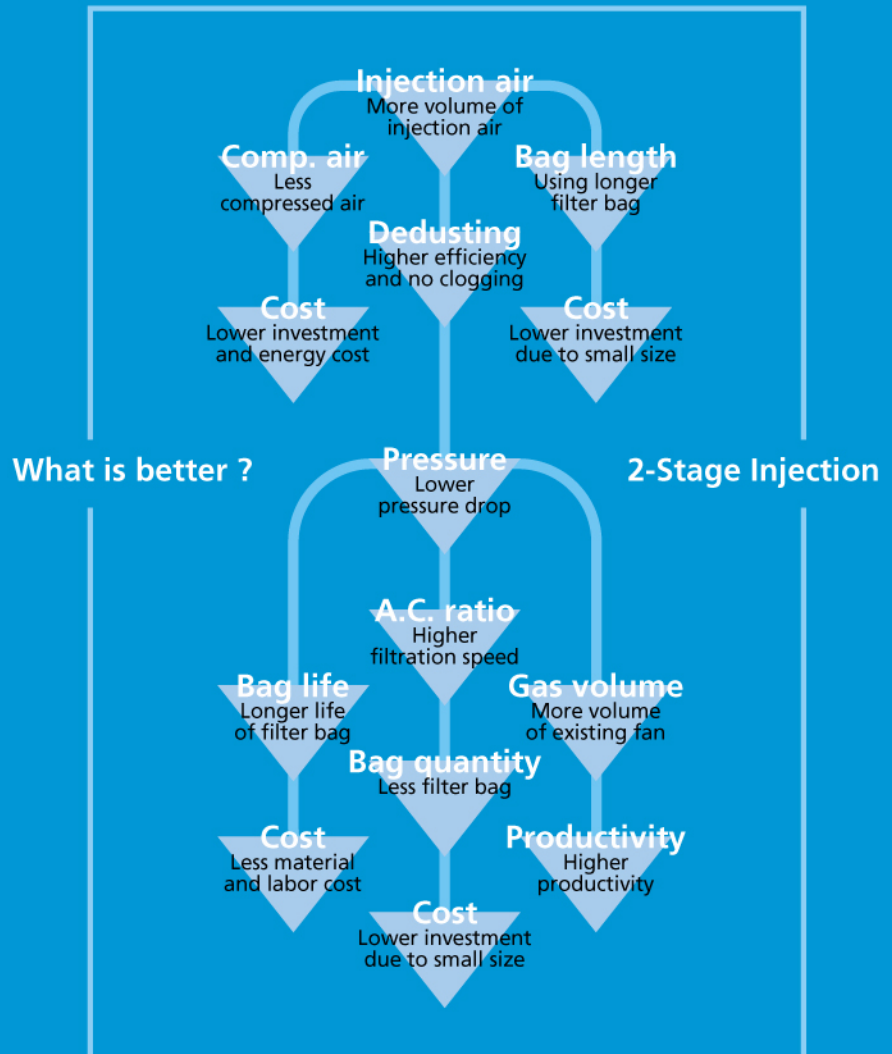 Injection air
More volume of
injection air
Comp. air
Less
compressed air
Bag length
Using longer
filter bag
Dedusting
Higher efficiency
and no clogging
Cost
Lower investment
and energy cost
Cost
Lower investment
due to small size
What is better ?
Pressure
Lower
pressure drop
2-Stage Injection
A.C. ratio
Higher
filtration speed
Bag life
Longer life
of filter bag
Gas volume
More volume
of existing fan
Bag quantity
Less filter bag
Cost
Less material
and labor cost
Productivity
Higher
productivity
Cost
Lower investment
due to small size